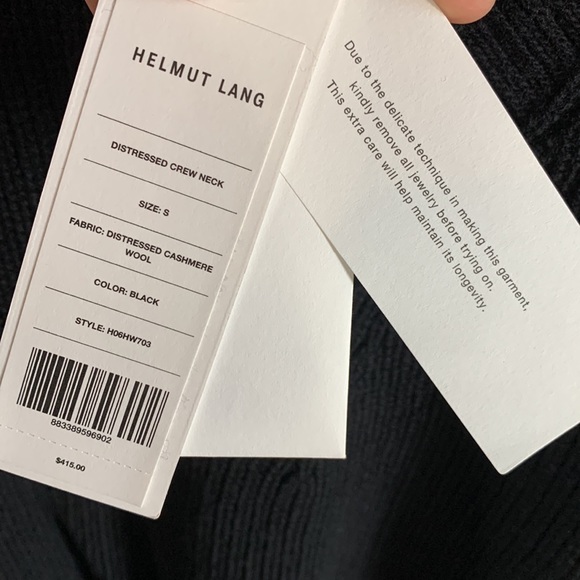 HELMUT LANG
DISTRESSED CREW NECK
SIZE: S
FABRIC: DISTRESSED CASHMERE
WOOL
COLOR: BLACK
STYLE: H06HW703
883389596902
$415.00
Due to the delicate technique in making this garment,
kindly remove all jewelry before trying on.
This extra care will help maintain its longevity.